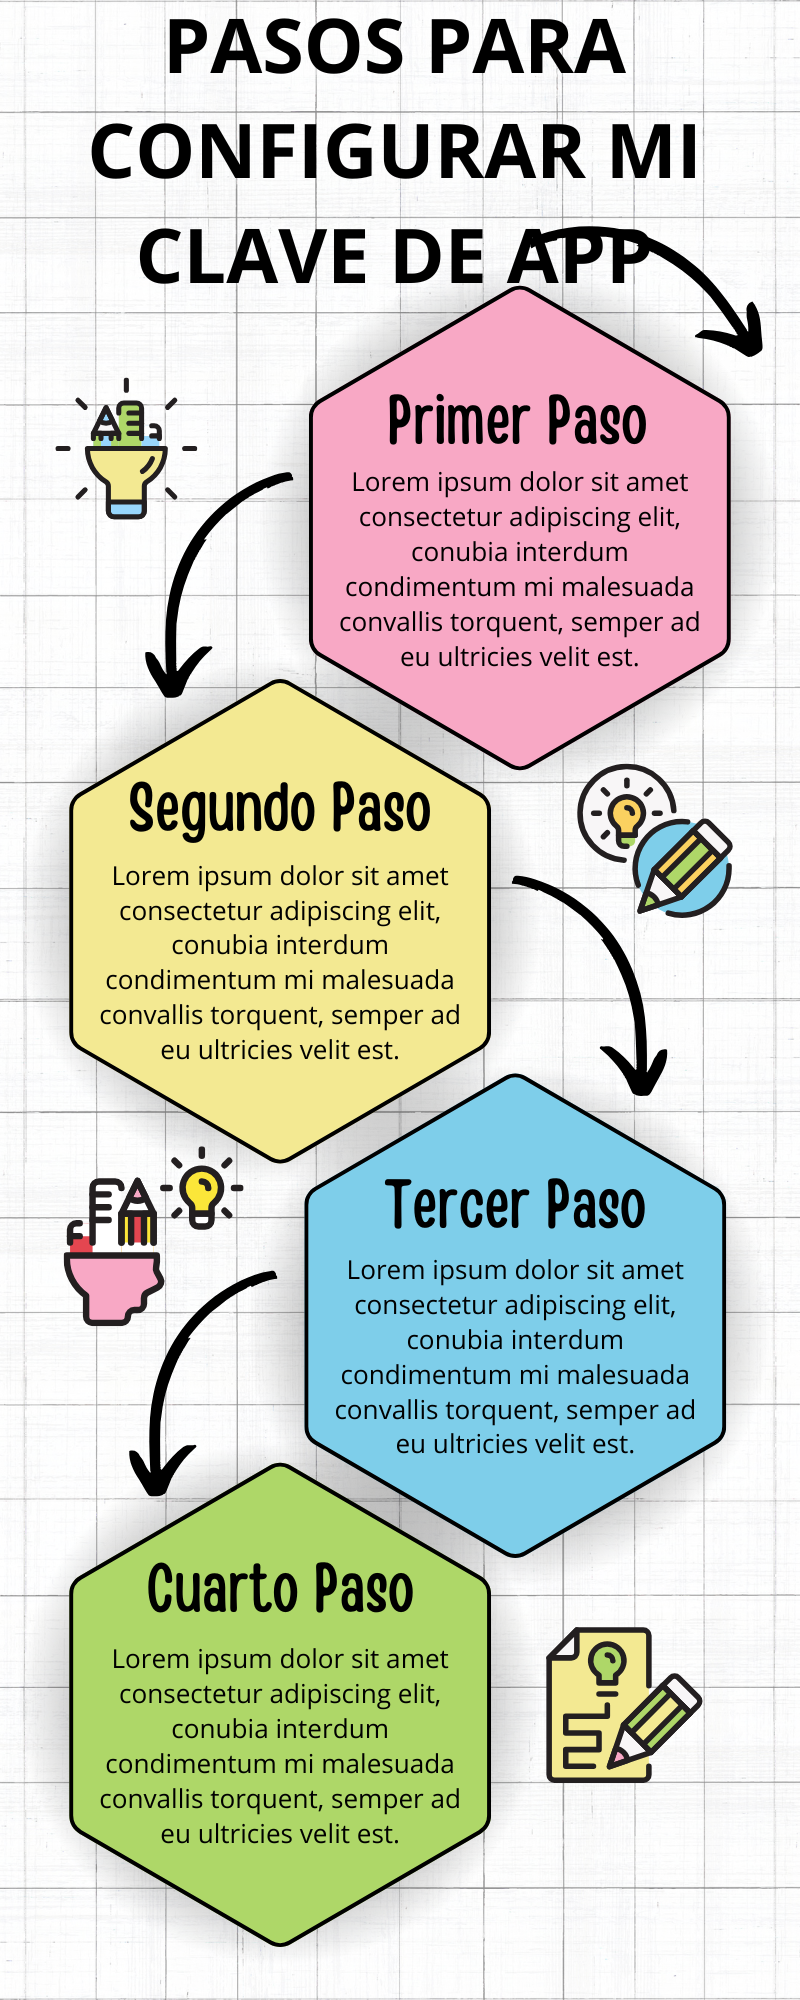 PASOS PARA
CONFIGURAR MI
CLAVE DE APP
Primer Paso
Lorem ipsum dolor sit amet
consectetur adipiscing elit,
conubia interdum
condimentum mi malesuada
convallis torquent, semper ad
eu ultricies velit est.
Segundo Paso
Lorem ipsum dolor sit amet
consectetur adipiscing elit,
conubia interdum
condimentum mi malesuada
convallis torquent, semper ad
eu ultricies velit est.
Tercer Paso
Lorem ipsum dolor sit amet
consectetur adipiscing elit,
conubia interdum
condimentum mi malesuada
convallis torquent, semper ad
eu ultricies velit est.
Cuarto Paso
Lorem ipsum dolor sit amet
consectetur adipiscing elit,
conubia interdum
condimentum mi malesuada
convallis torquent, semper ad
eu ultricies velit est.